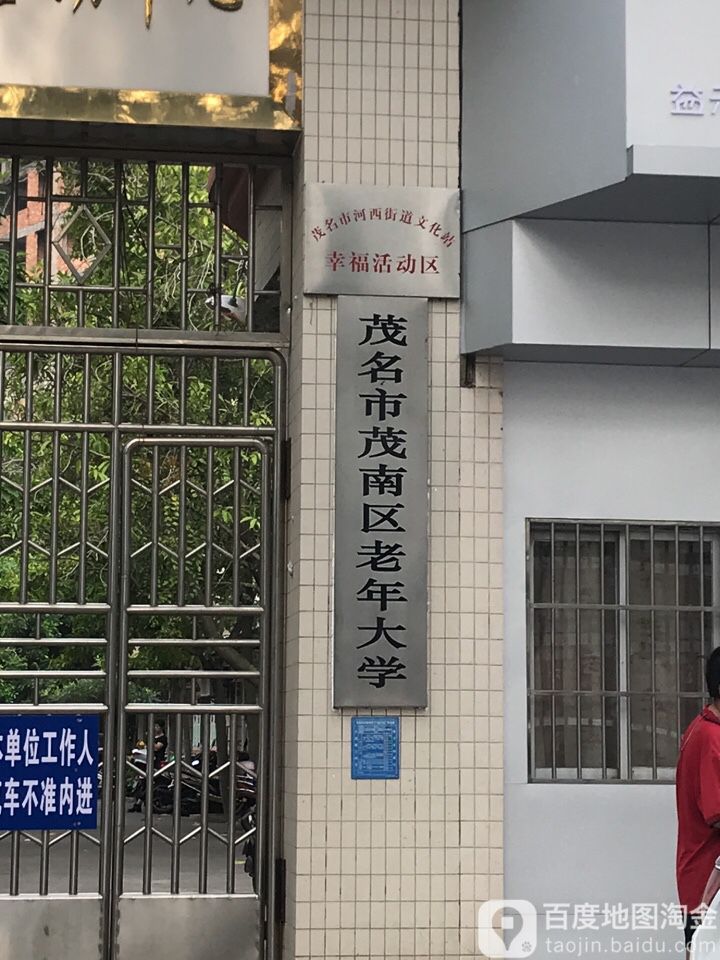 茂名市河西街道文化站
幸福活动区
茂名市茂南区老年大学
单位工作人
车不准内进
益
百度地图淘金
taojin.baidu.com